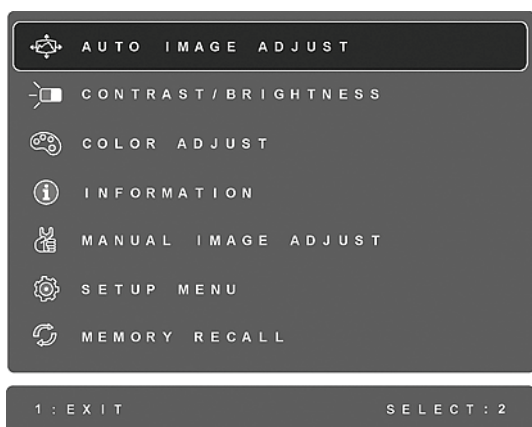 AUTO IMAGE ADJUST
CONTRAST/BRIGHTNESS
COLOR ADJUST
INFORMATION
MANUAL IMAGE ADJUST
SETUP MENU
MEMORY RECALL
1:EXIT SELECT:2